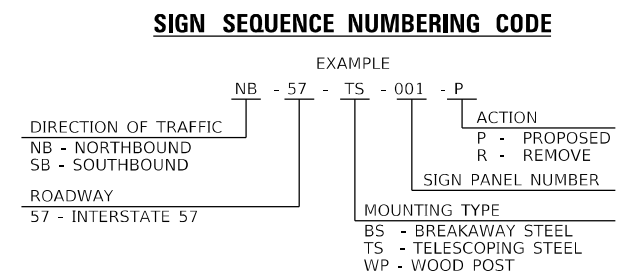 SIGN SEQUENCE NUMBERING CODE
EXAMPLE
NB - 57 - TS - 001 - P
DIRECTION OF TRAFFIC
NB - NORTHBOUND
SB - SOUTHBOUND
ROADWAY
57 - INTERSTATE 57
ACTION
P - PROPOSED
R - REMOVE
SIGN PANEL NUMBER
MOUNTING TYPE
BS - BREAKAWAY STEEL
TS - TELESCOPING STEEL
WP - WOOD POST